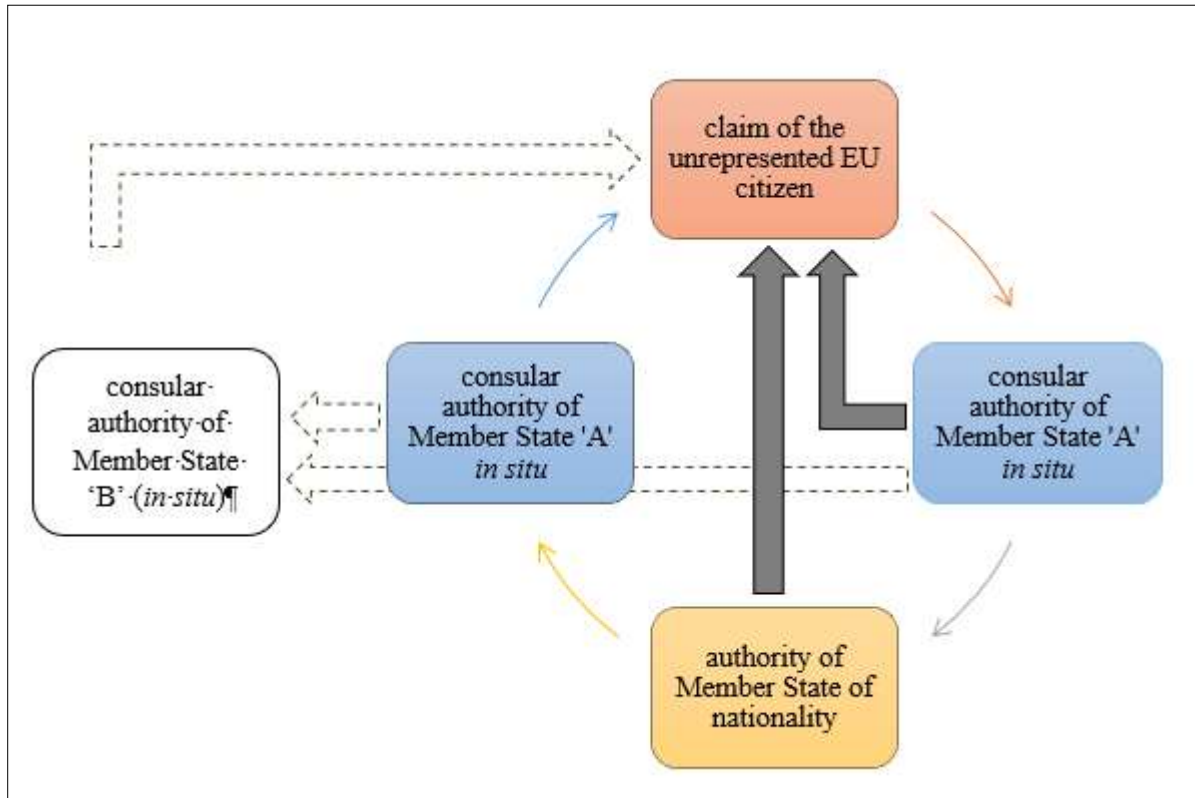 claim of the
unrepresented EU
citizen
consular·
authority·of·
Member·State·
‘B’·(in·situ)¶
consular
authority of
Member State 'A'
in situ
consular
authority of
Member State 'A'
in situ
authority of
Member State of
nationality